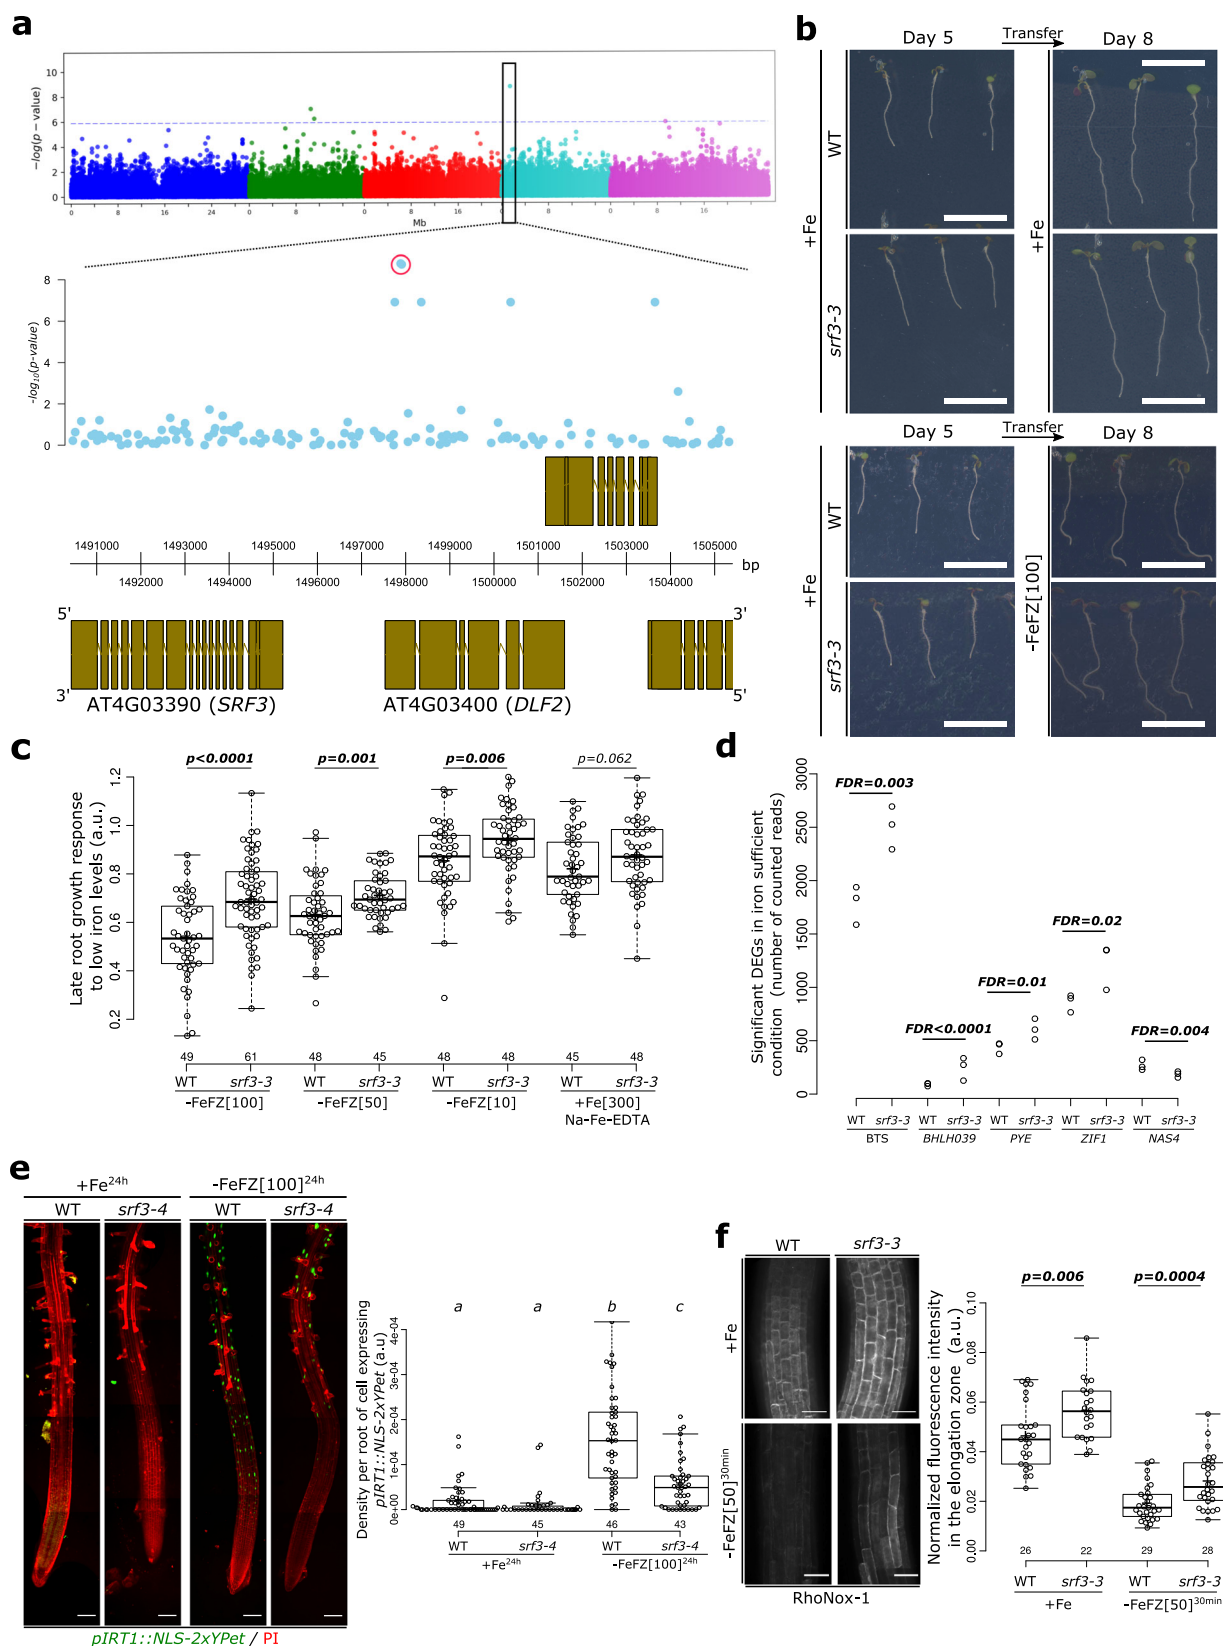 a
−log(p − value)
10
8
6
4
2
0
0 8 16 24 0 8 0 8 16 0 8 0 8 16
Mb
-log10(p-value)
8
6
4
2
0
1491000 1493000 1495000 1497000 1499000 1501000 1503000 1505000
bp
1492000 1494000 1496000 1498000 1500000 1502000 1504000
5'
3'
3'
5'
AT4G03390 (SRF3)
AT4G03400 (DLF2)
b
Day 5
Transfer
Day 8
WT
srf3-3
+Fe
+Fe
Day 5
Transfer
Day 8
WT
srf3-3
+Fe
-FeFZ[100]
c
Late root growth response
to low iron levels (a.u.)
1.2
1.0
0.8
0.6
0.4
0.2
p<0.0001
p=0.001
p=0.006
p=0.062
49 61 48 45 48 48 45 48
WT srf3-3 WT srf3-3 WT srf3-3 WT srf3-3
-FeFZ[100] -FeFZ[50] -FeFZ[10] +Fe[300]
Na-Fe-EDTA
d
Significant DEGs in iron sufficient
condition (number of counted reads)
3000
2500
2000
1500
1000
500
0
FDR=0.003
FDR<0.0001
FDR=0.01
FDR=0.02
FDR=0.004
WT srf3-3 WT srf3-3 WT srf3-3 WT srf3-3 WT srf3-3
BTS BHLH039 PYE ZIF1 NAS4
e
+Fe24h
-FeFZ[100]24h
WT srf3-4 WT srf3-4
pIRT1::NLS-2xYPet / PI
Density per root of cell expressing
pIRT1::NLS-2xYPet (a.u)
4e-04
3e-04
2e-04
1e-04
0e+00
a a b c
49 45 46 43
WT srf3-4 WT srf3-4
+Fe24h -FeFZ[100]24h
f
WT srf3-3
+Fe
-FeFZ[50]30min
RhoNox-1
Normalized fluorescence intensity
in the elongation zone (a.u.)
0.10
0.08
0.06
0.04
0.02
0.00
p=0.006
p=0.0004
26 22 29 28
WT srf3-3 WT srf3-3
+Fe -FeFZ[50]30min